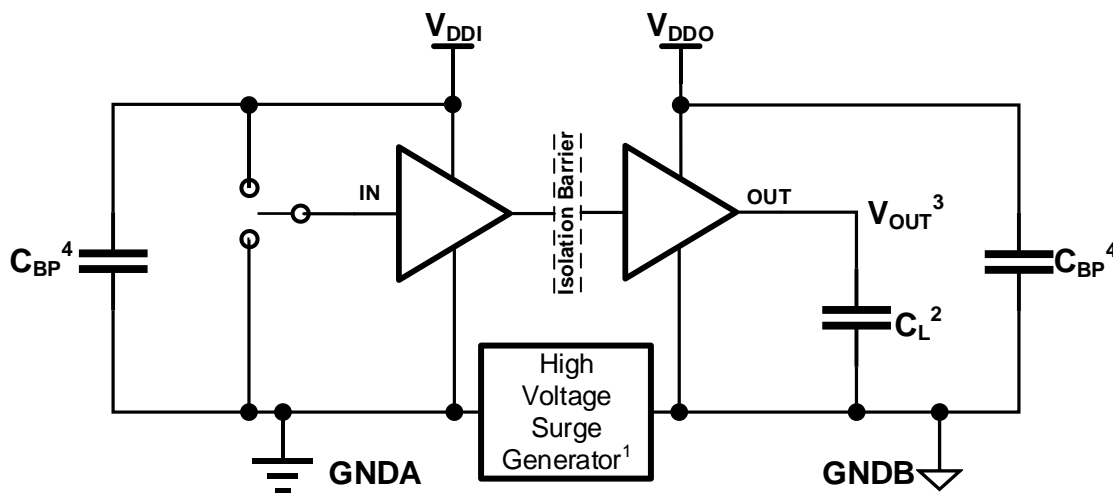 VDDI
VDDO
IN
Isolation Barrier
OUT
VOUT3
CBP4
CBP4
CL2
High
Voltage
Surge
Generator1
GNDA
GNDB